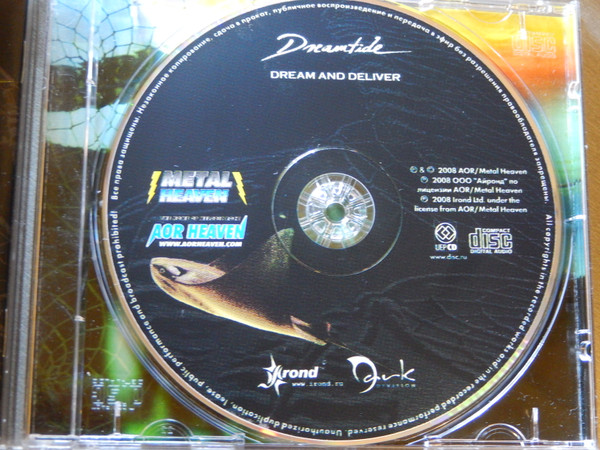 Dreamtide
DREAM AND DELIVER
METAL
HEAVEN
AOR HEAVEN
WWW.AORHEAVEN.COM
℗ & © 2008 AOR/Metal Heaven
℗ 2008 ООО "Айронд" по
лицензии AOR/Metal Heaven
℗ 2008 Irond Ltd. under the
license from AOR/Metal Heaven
UEPCD
COMPACT
disc
DIGITAL AUDIO
www.disc.ru
Irond
www.irond.ru
Dark
Все права защищены. Незаконное копирование, сдача в прокат, публичное воспроизведение и передача в эфир без разрешения правообладателя запрещены.
All copyrights in the recorded works and in the recorded performance reserved. Unauthorized duplication, lease, public performance and broadcast prohibited!